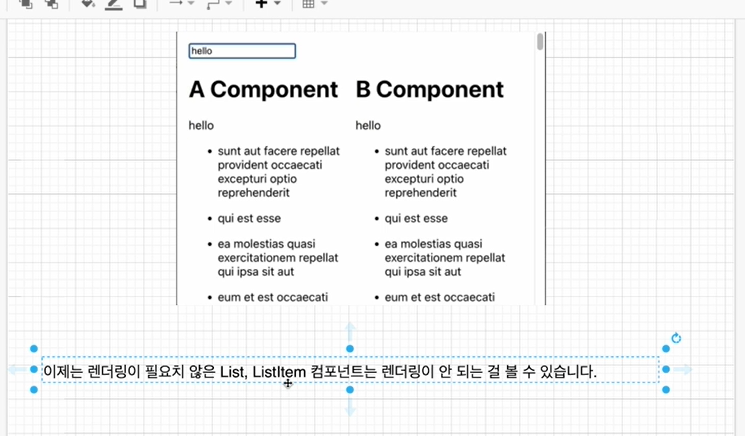 hello
A Component B Component
hello hello
• sunt aut facere repellat • sunt aut facere repellat
provident occaecati provident occaecati
excepturi optio excepturi optio
reprehenderit reprehenderit
• qui est esse • qui est esse
• ea molestias quasi • ea molestias quasi
exercitationem repellat exercitationem repellat
qui ipsa sit aut qui ipsa sit aut
• eum et est occaecati • eum et est occaecati
이제는 렌더링이 필요치 않은 List, ListItem 컴포넌트는 렌더링이 안 되는 걸 볼 수 있습니다.